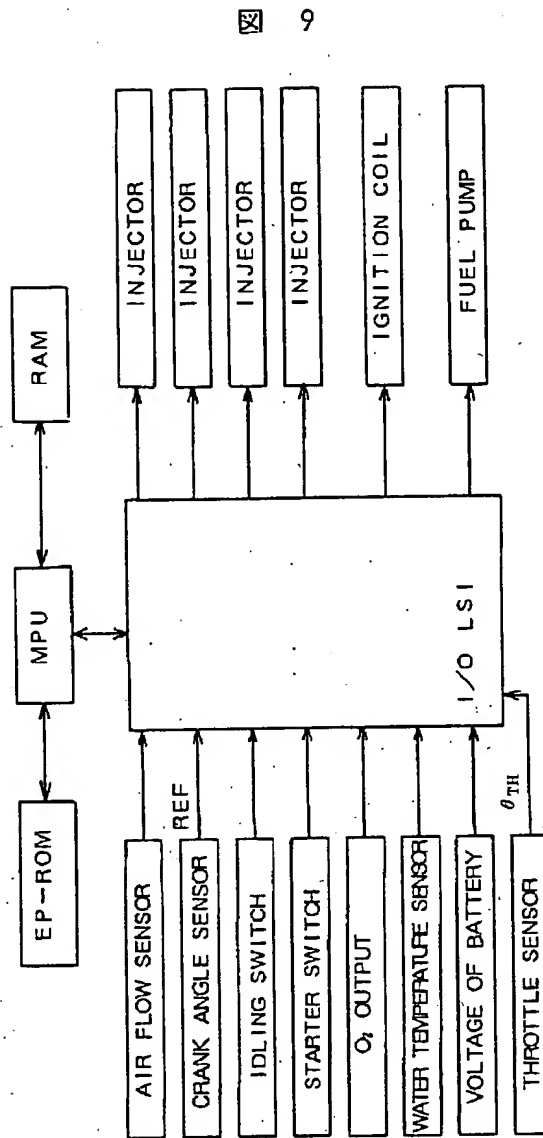 図 9
EP-ROM
MPU
RAM
AIR FLOW SENSOR
CRANK ANGLE SENSOR
REF
IDLING SWITCH
STARTER SWITCH
O₂ OUTPUT
WATER TEMPERATURE SENSOR
VOLTAGE OF BATTERY
THROTTLE SENSOR
θTH
I/O LSI
INJECTOR
INJECTOR
INJECTOR
INJECTOR
IGNITION COIL
FUEL PUMP